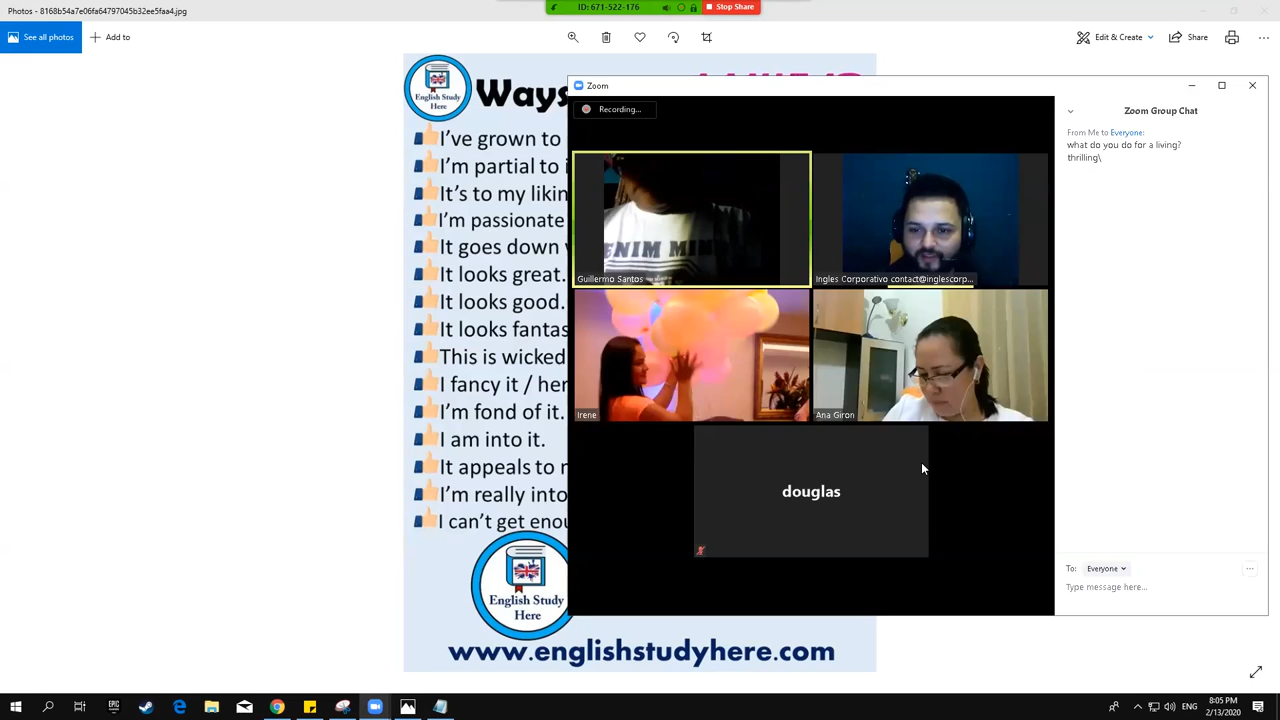 Photos - 8168b54a7e06fa64797045b32ee5faa4.jpg
ID: 671-522-176
Stop Share
See all photos
Add to
Edit & Create
Share
English Study
Here
Ways
I've grown to
I'm partial to i
It's to my likin
I'm passionate
It goes down
It looks great.
It looks good.
It looks fantas
This is wicked
I fancy it / her
I'm fond of it.
I am into it.
It appeals to
I'm really into
I can't get enou
English Study
Here
www.englishstudyhere.com
Zoom
Recording...
Guillermo Santos
Ingles Corporativo contact@inglescorp...
Irene
Ana Giron
douglas
Zoom Group Chat
From Me to Everyone:
what do you do for a living?
thrilling\
To: Everyone
Type message here...
EPIC
ENG
8:05 PM
2/13/2020